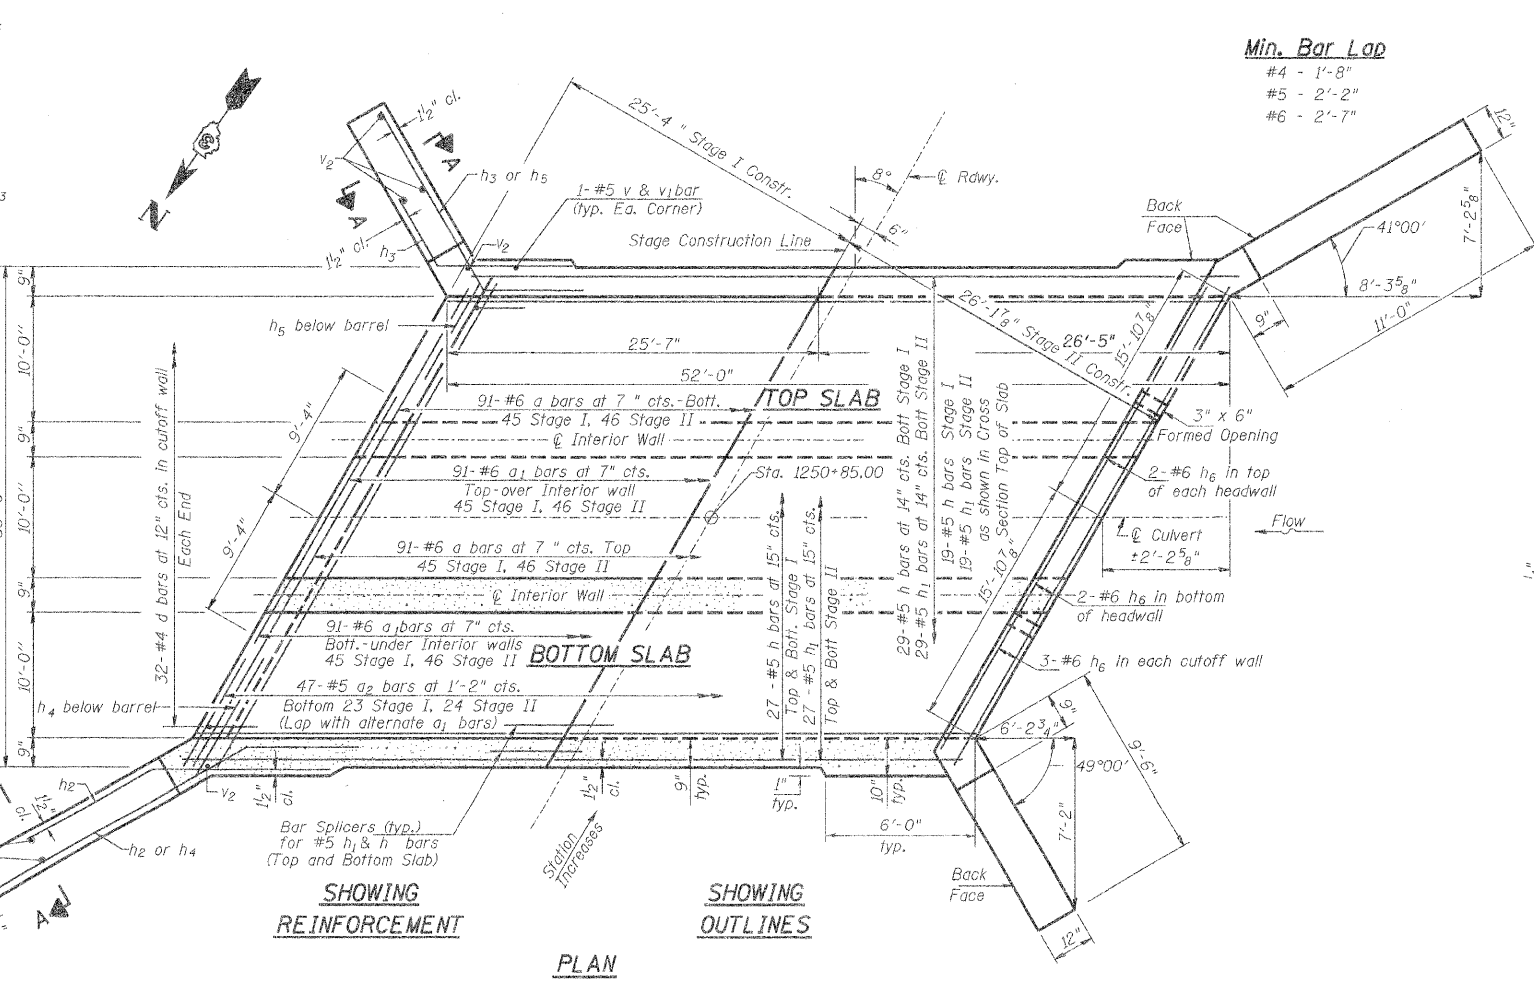 Min. Bar Lap
#4 - 1'-8"
#5 - 2'-2"
#6 - 2'-7"
N
1½" cl.
A
A
v2
h3 or h5
1½" cl.
h3
v2
1-#5 v & v1 bar
(typ. Ea. Corner)
25'-4" Stage I Constr.
Stage Construction Line
8°
℄ Rdwy.
6"
26'-1⅞" Stage II Constr.
Back
Face
12"
7'-2⅝"
41°00'
8'-3⅝"
9"
11'-0"
9"
10'-0"
9"
10'-0"
9"
10'-0"
9"
h5 below barrel
25'-7"
26'-5"
52'-0"
15'-10⅞"
15'-10⅞"
TOP SLAB
91-#6 a bars at 7" cts.-Bott.
45 Stage I, 46 Stage II
℄ Interior Wall
91-#6 a1 bars at 7" cts.
Top-over Interior wall
45 Stage I, 46 Stage II
Sta. 1250+85.00
91-#6 a bars at 7" cts. Top
45 Stage I, 46 Stage II
℄ Interior Wall
91-#6 a1 bars at 7" cts.
Bott.-under Interior walls
45 Stage I, 46 Stage II
BOTTOM SLAB
47-#5 a2 bars at 1'-2" cts.
Bottom 23 Stage I, 24 Stage II
(Lap with alternate a1 bars)
9'-4"
9'-4"
32-#4 d bars at 12" cts. in cutoff wall
Each End
h4 below barrel
27-#5 h bars at 15" cts.
Top & Bott. Stage I
27-#5 h1 bars at 15" cts.
Top & Bott Stage II
29-#5 h bars at 14" cts. Bott Stage I
29-#5 h1 bars at 14" cts. Bott Stage II
19-#5 h bars Stage I
19-#5 h1 bars Stage II
as shown in Cross
Section Top of Slab
3" x 6"
Formed Opening
2-#6 h6 in top
of each headwall
Flow
℄ Culvert
±2'-2⅝"
2-#6 h6 in bottom
of headwall
3-#6 h6 in each cutoff wall
9"
6'-2¾"
49°00'
9'-6"
7'-2"
12"
Back
Face
h2
1½"
cl.
h2 or h4
v2
1½"
cl.
1½"
cl.
9"
typ.
1"
typ.
10"
typ.
6'-0"
typ.
Bar Splicers (typ.)
for #5 h1 & h bars
(Top and Bottom Slab)
Station
Increases
A
SHOWING
REINFORCEMENT
SHOWING
OUTLINES
PLAN